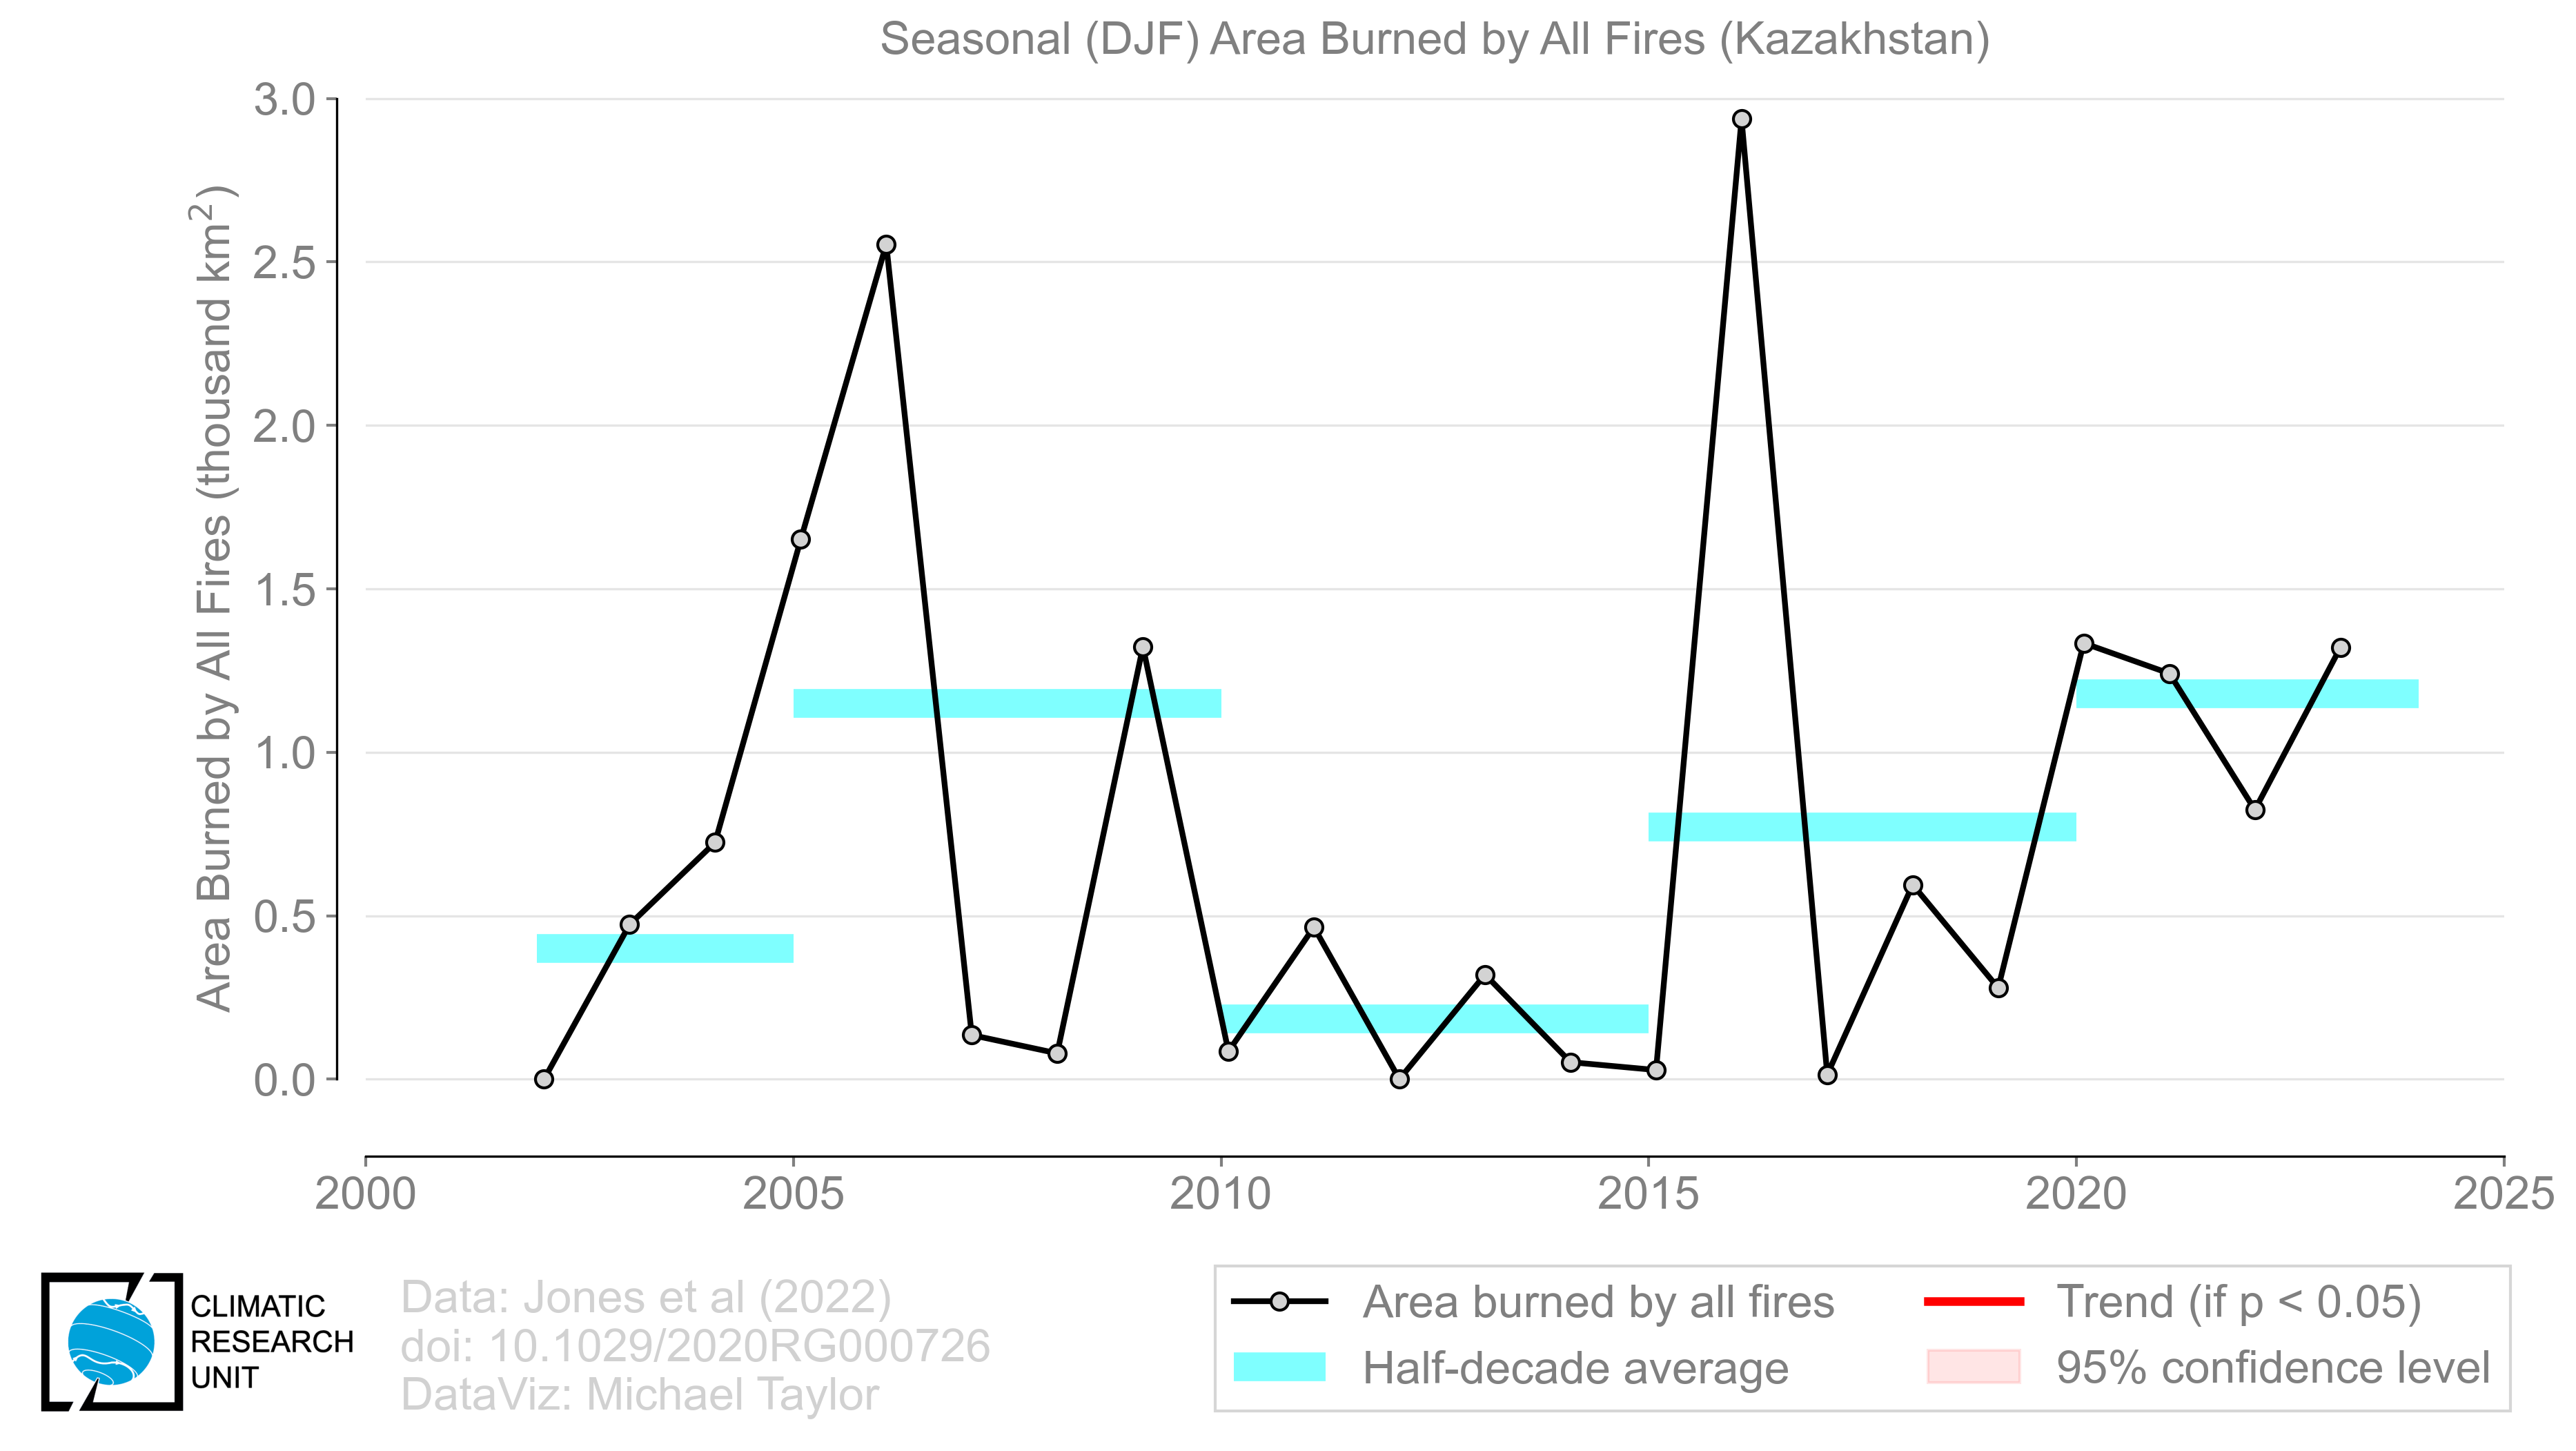 Seasonal (DJF) Area Burned by All Fires (Kazakhstan)
Area Burned by All Fires (thousand km²)
3.0
2.5
2.0
1.5
1.0
0.5
0.0
2000 2005 2010 2015 2020 2025
CLIMATIC
RESEARCH
UNIT
Data: Jones et al (2022)
doi: 10.1029/2020RG000726
DataViz: Michael Taylor
Area burned by all fires
Half-decade average
Trend (if p < 0.05)
95% confidence level